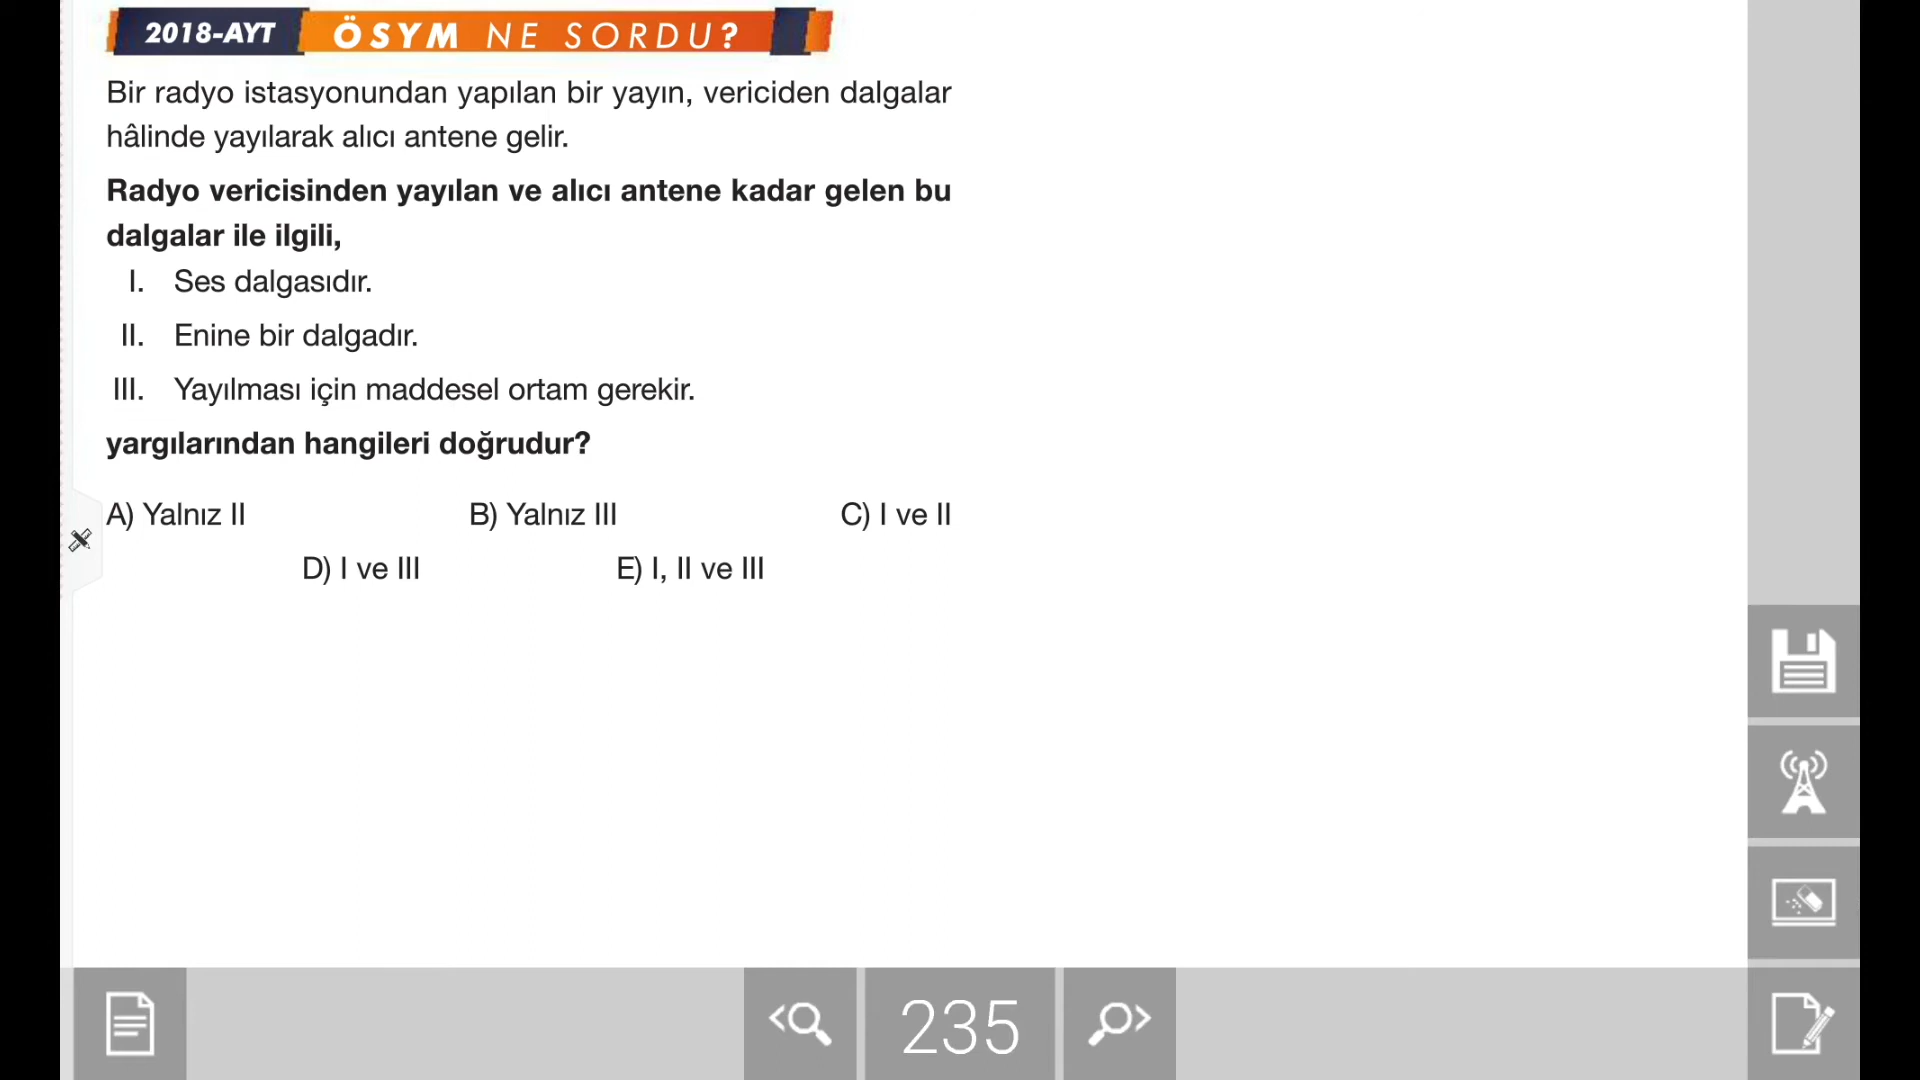 2018-AYT ÖSYM NE SORDU?
Bir radyo istasyonundan yapılan bir yayın, vericiden dalgalar
hâlinde yayılarak alıcı antene gelir.
Radyo vericisinden yayılan ve alıcı antene kadar gelen bu
dalgalar ile ilgili,
I. Ses dalgasıdır.
II. Enine bir dalgadır.
III. Yayılması için maddesel ortam gerekir.
yargılarından hangileri doğrudur?
A) Yalnız II B) Yalnız III C) I ve II
D) I ve III E) I, II ve III
235